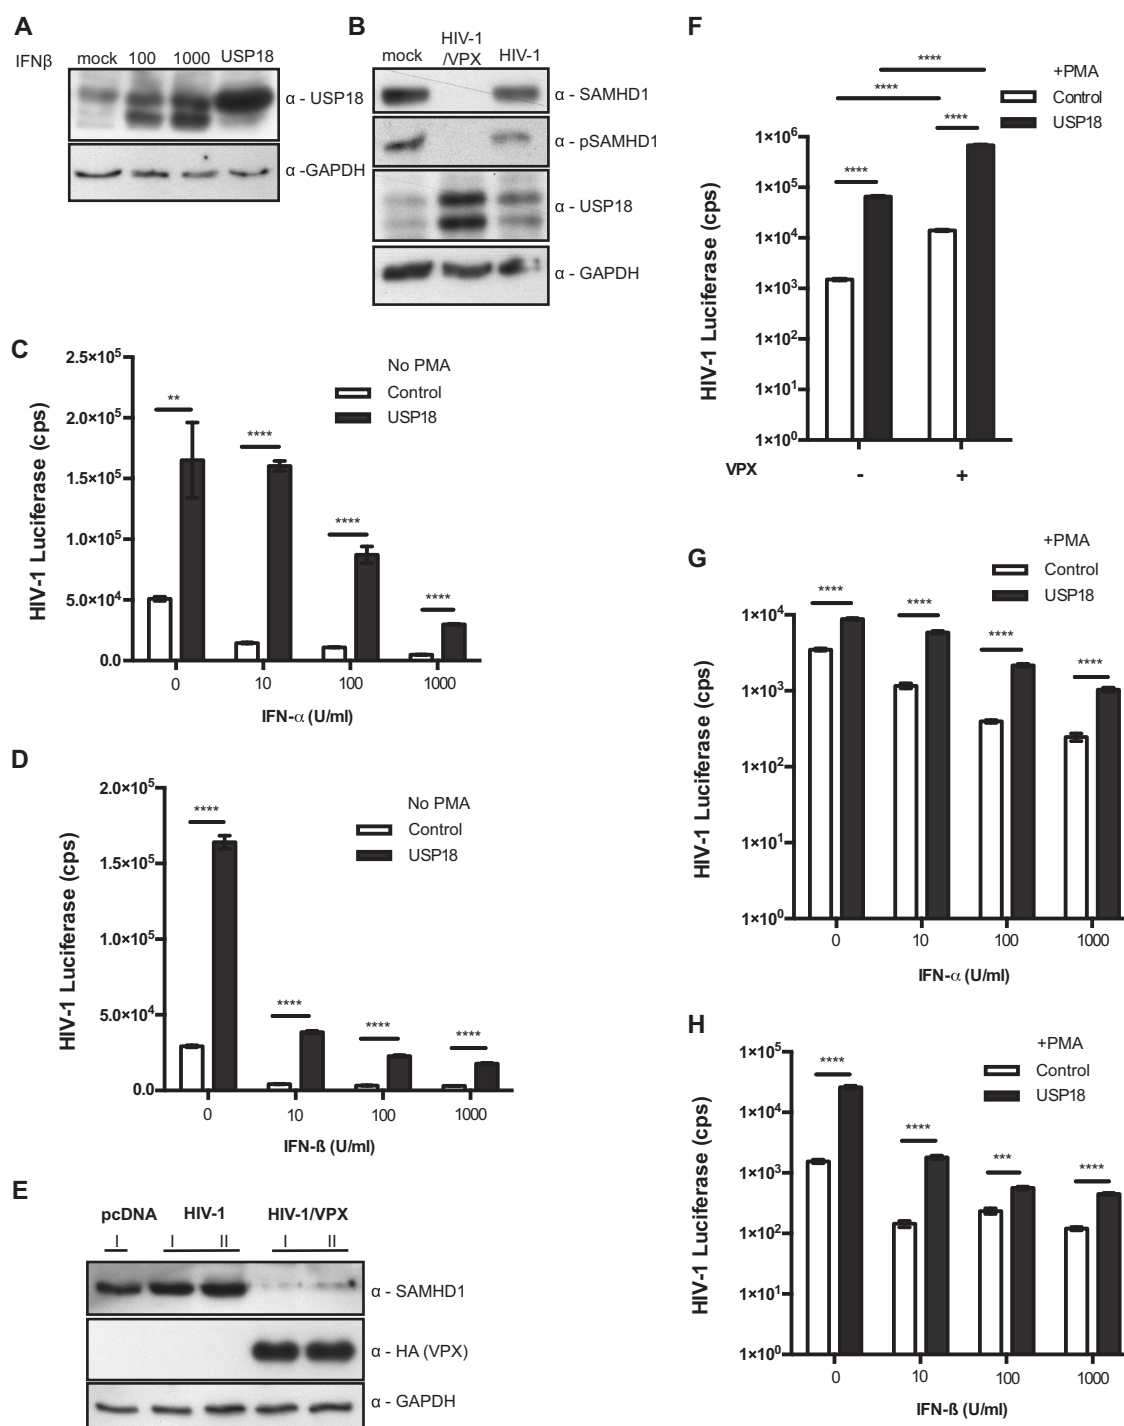 A
IFNβ
mock 100 1000 USP18
α - USP18
α -GAPDH
B
mock
HIV-1
/VPX
HIV-1
α - SAMHD1
α - pSAMHD1
α - USP18
α - GAPDH
C
No PMA
Control
USP18
HIV-1 Luciferase (cps)
2.5×10⁵
2.0×10⁵
1.5×10⁵
1.0×10⁵
5.0×10⁴
0.0
** **** **** ****
0 10 100 1000
IFN-α (U/ml)
D
No PMA
Control
USP18
HIV-1 Luciferase (cps)
2.0×10⁵
1.5×10⁵
1.0×10⁵
5.0×10⁴
0.0
**** **** **** ****
0 10 100 1000
IFN-ß (U/ml)
E
pcDNA HIV-1 HIV-1/VPX
I I II I II
α - SAMHD1
α - HA (VPX)
α - GAPDH
F
+PMA
Control
USP18
HIV-1 Luciferase (cps)
1×10⁶
1×10⁵
1×10⁴
1×10³
1×10²
1×10¹
1×10⁰
****
****
****
****
VPX - +
G
+PMA
Control
USP18
HIV-1 Luciferase (cps)
1×10⁴
1×10³
1×10²
1×10¹
1×10⁰
**** **** **** ****
0 10 100 1000
IFN-α (U/ml)
H
+PMA
Control
USP18
HIV-1 Luciferase (cps)
1×10⁵
1×10⁴
1×10³
1×10²
1×10¹
1×10⁰
**** **** *** ****
0 10 100 1000
IFN-ß (U/ml)